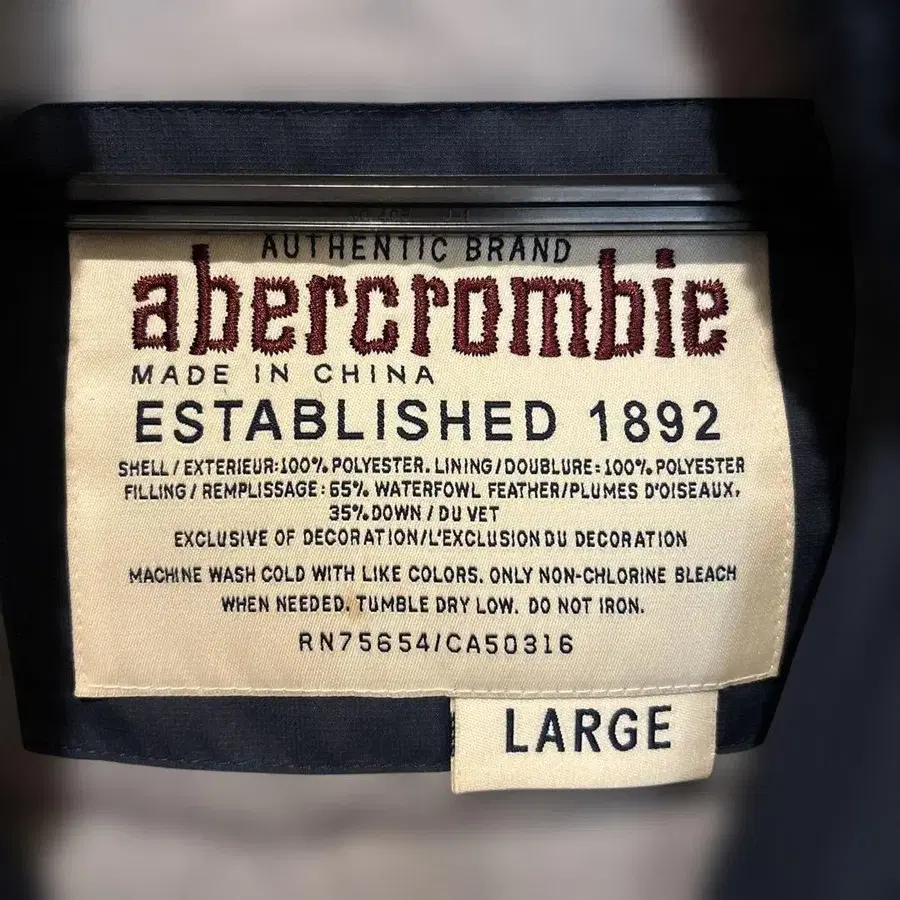 AUTHENTIC BRAND
abercrombie
MADE IN CHINA
ESTABLISHED 1892
SHELL/EXTERIEUR:100% POLYESTER. LINING/DOUBLURE:100% POLYESTER
FILLING/REMPLISSAGE:65% WATERFOWL FEATHER/PLUMES D'OISEAUX,
35% DOWN/DU VET
EXCLUSIVE OF DECORATION/L'EXCLUSION DU DECORATION
MACHINE WASH COLD WITH LIKE COLORS. ONLY NON-CHLORINE BLEACH
WHEN NEEDED. TUMBLE DRY LOW. DO NOT IRON.
RN75654/CA50316
LARGE